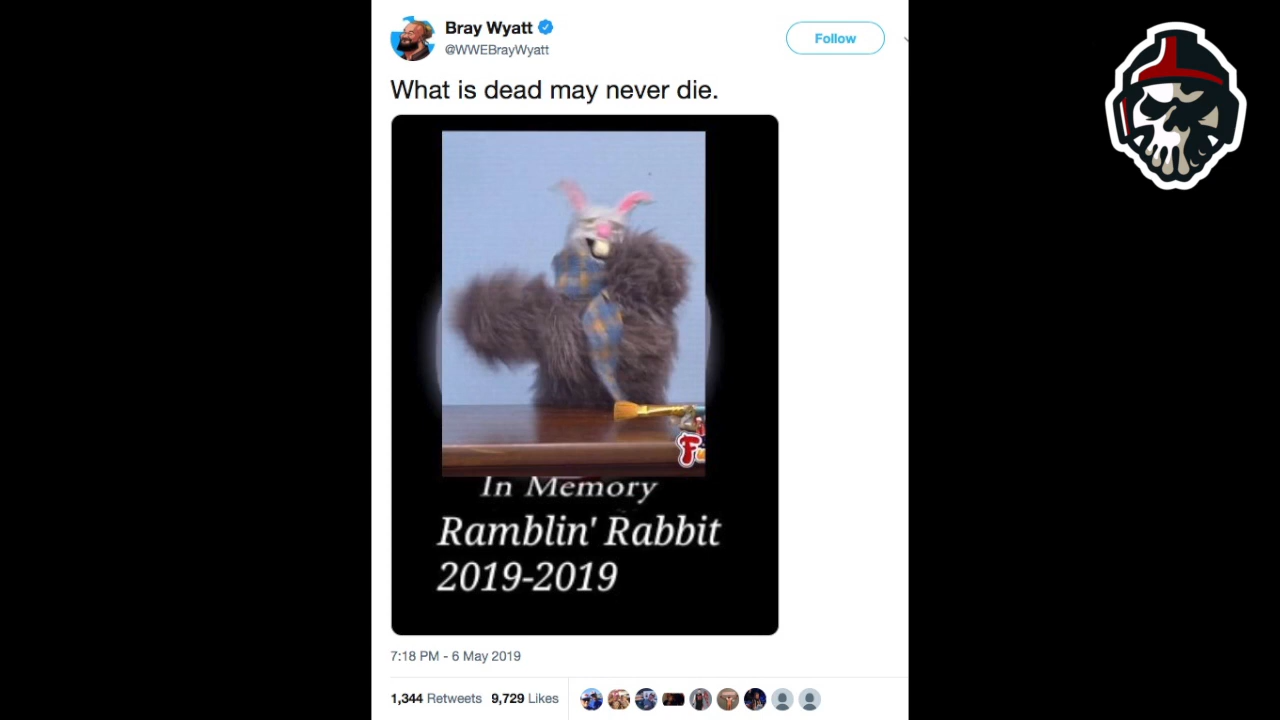 Bray Wyatt
@WWEBrayWyatt
Follow
What is dead may never die.
In Memory
Ramblin' Rabbit
2019-2019
7:18 PM - 6 May 2019
1,344 Retweets 9,729 Likes